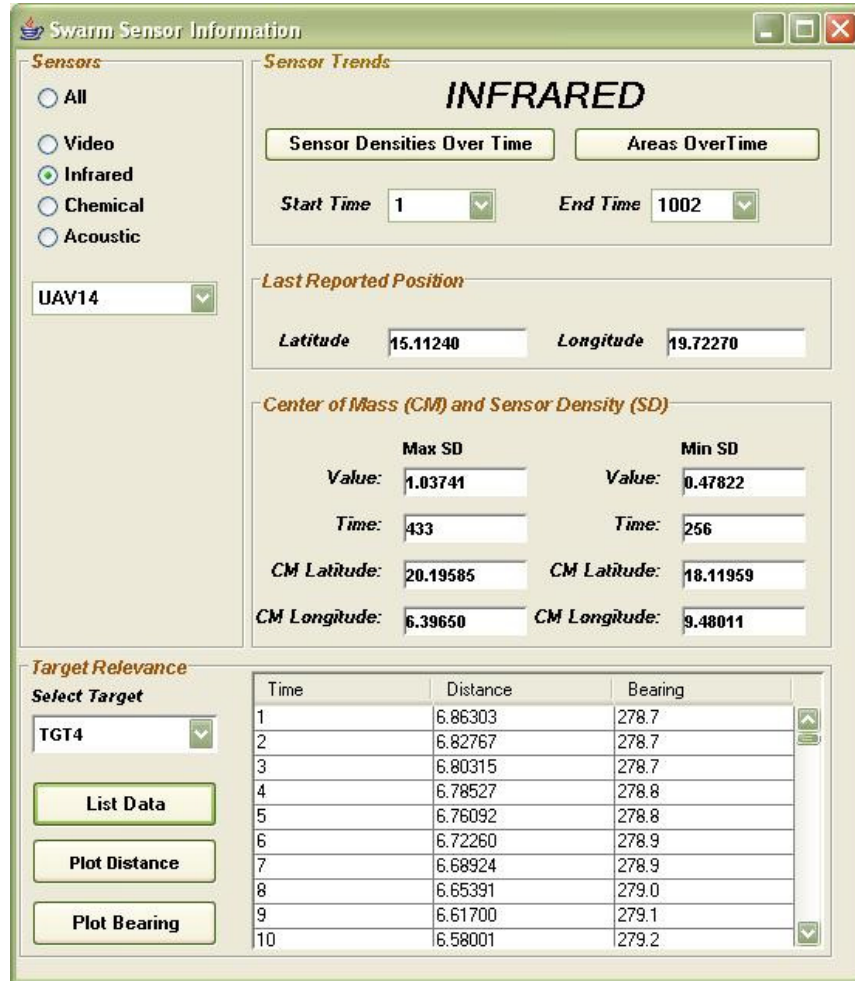 Swarm Sensor Information
Sensors
All
Video
Infrared
Chemical
Acoustic
UAV14
Sensor Trends
INFRARED
Sensor Densities Over Time
Areas OverTime
Start Time 1 End Time 1002
Last Reported Position
Latitude 15.11240 Longitude 19.72270
Center of Mass (CM) and Sensor Density (SD)
Max SD Min SD
Value: 1.03741 Value: 0.47822
Time: 433 Time: 256
CM Latitude: 20.19585 CM Latitude: 18.11959
CM Longitude: 6.39650 CM Longitude: 9.48011
Target Relevance
Select Target
TGT4
List Data
Plot Distance
Plot Bearing
Time Distance Bearing
1 6.86303 278.7
2 6.82767 278.7
3 6.80315 278.7
4 6.78527 278.8
5 6.76092 278.8
6 6.72260 278.9
7 6.68924 278.9
8 6.65391 279.0
9 6.61700 279.1
10 6.58001 279.2